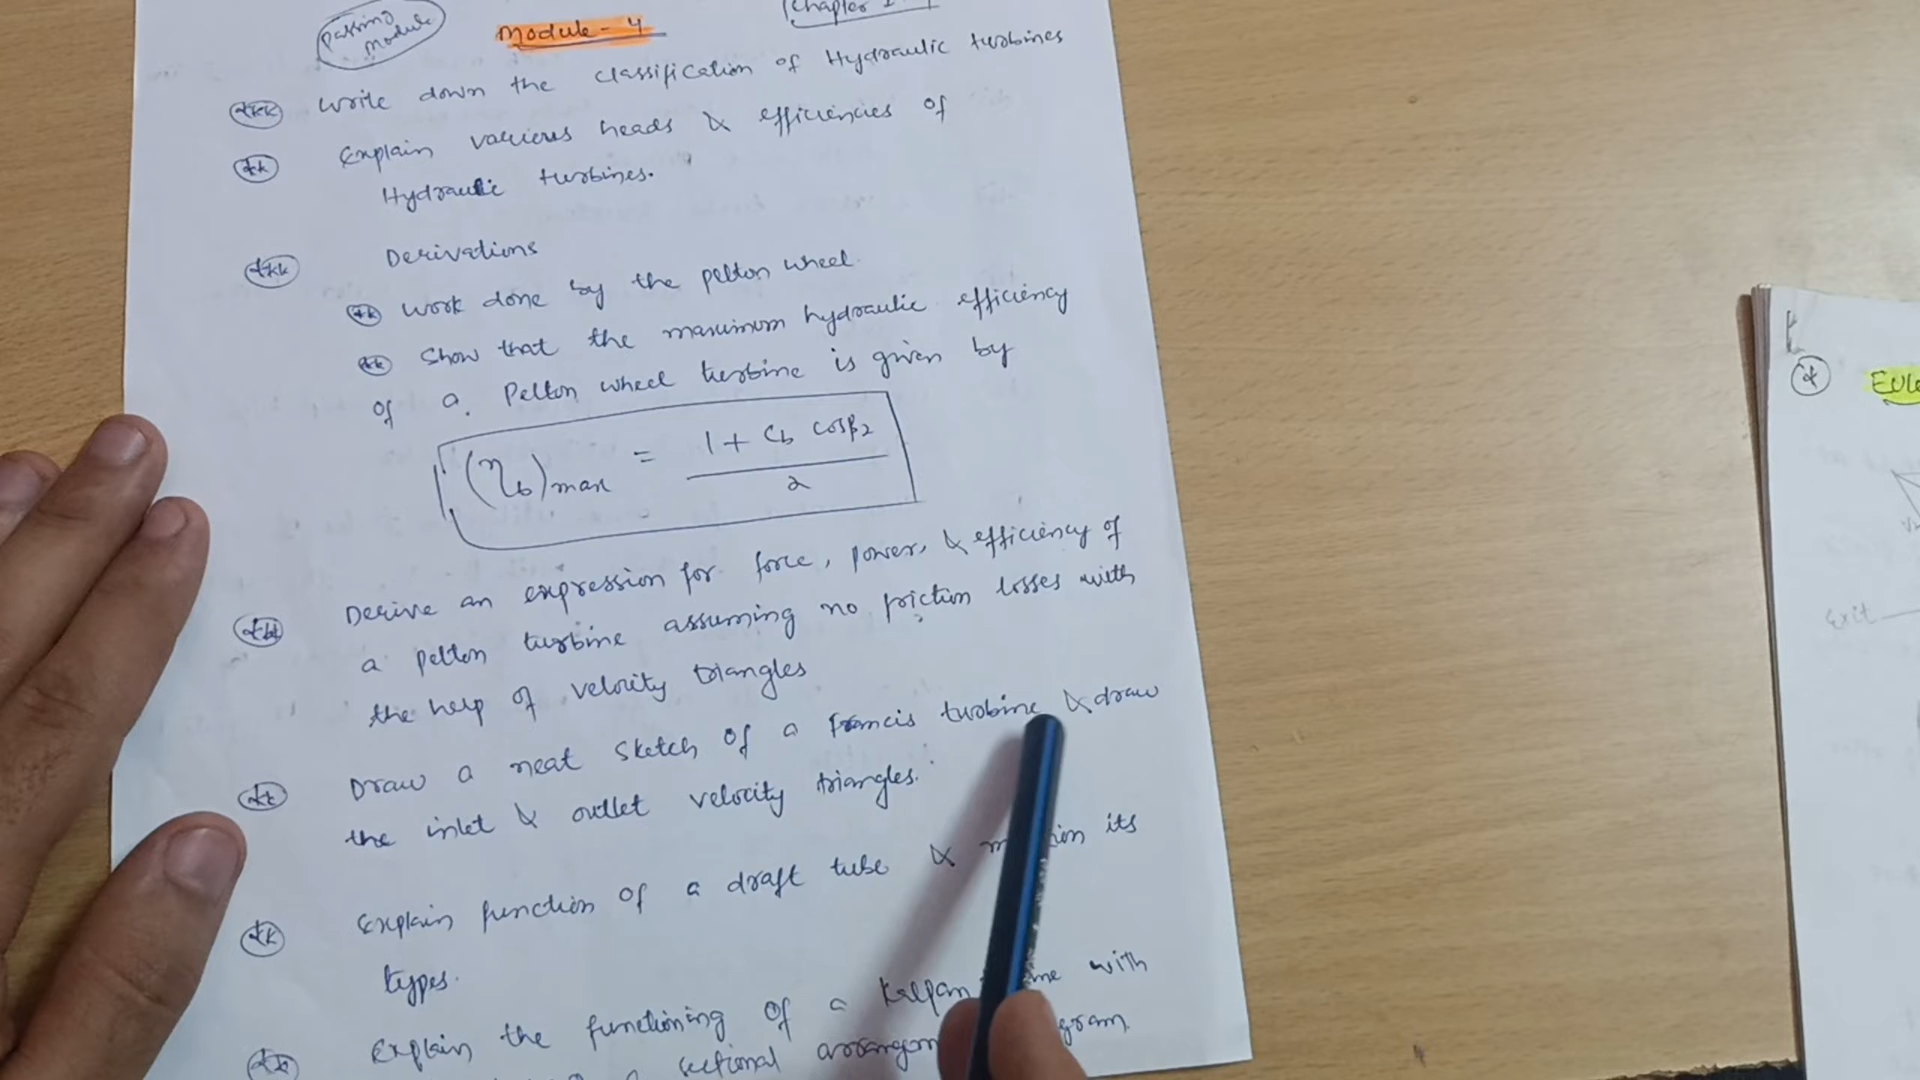 passing module
Module - 4
Chapter
Write down the classification of Hydraulic turbines
Explain various heads & efficiencies of
Hydraulic turbines.
Derivations
Work done by the pelton wheel.
Show that the maximum hydraulic efficiency
of a. Pelton wheel turbine is given by
(η_b)max = (1 + C_b cosβ2) / 2
Derive an expression for force, power, & efficiency of
a pelton turbine assuming no friction losses with
the help of velocity triangles
Draw a neat sketch of a francis turbine & draw
the inlet & outlet velocity triangles.
Explain function of a draft tube & its
types.
Explain the functioning of a with
sectional
Exit